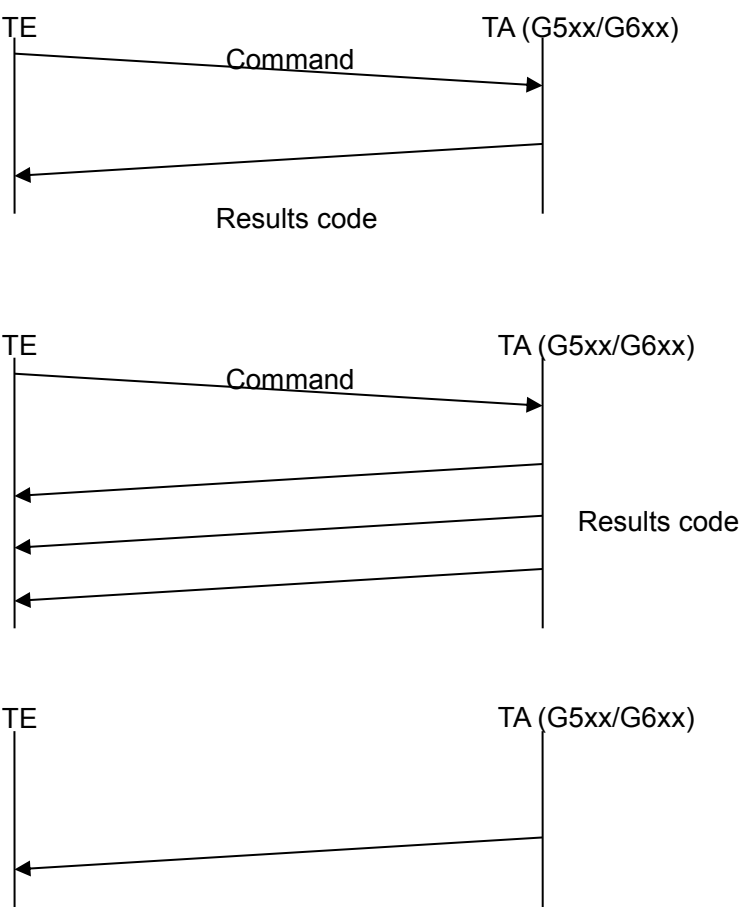 TE
TA (G5xx/G6xx)
Command
Results code
TE
TA (G5xx/G6xx)
Command
Results code
TE
TA (G5xx/G6xx)